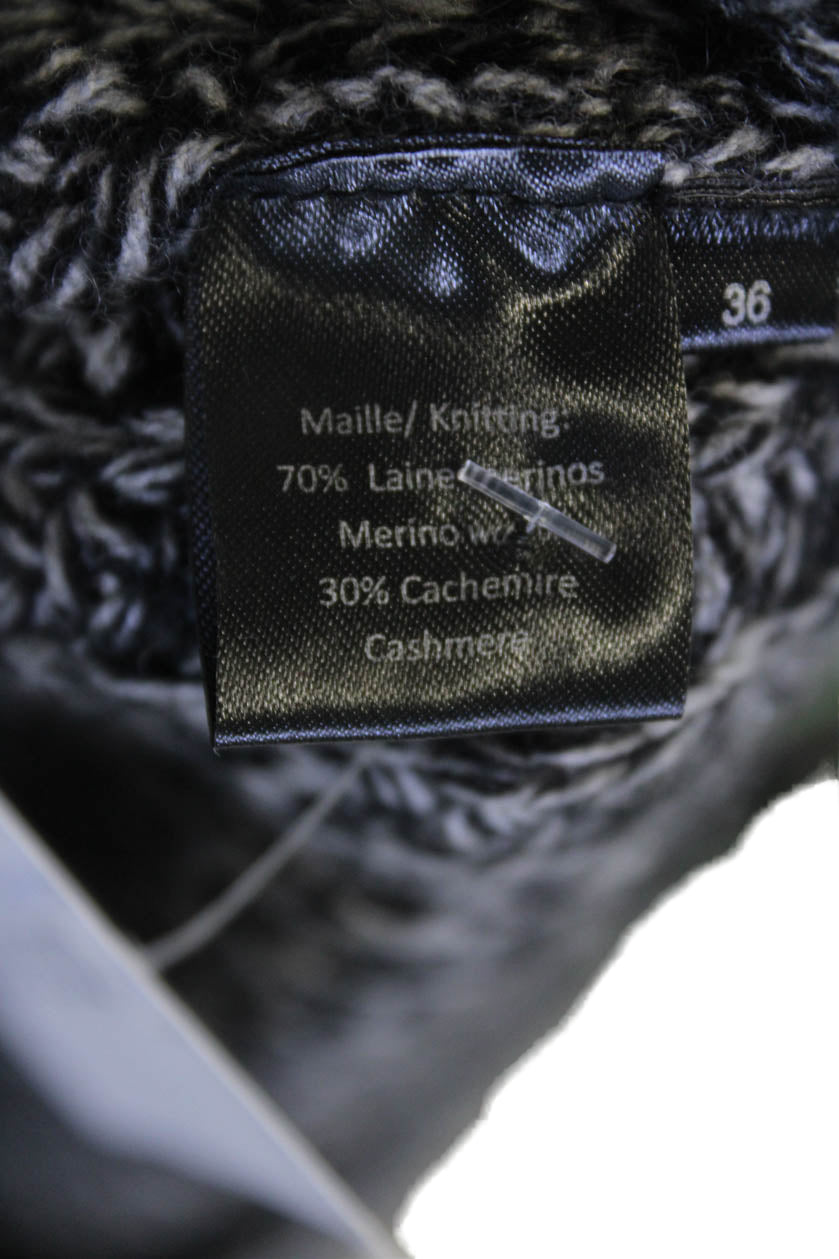 36
Maille/ Knitting:
70% Laine merinos
Merino
30% Cachemire
Cashmere